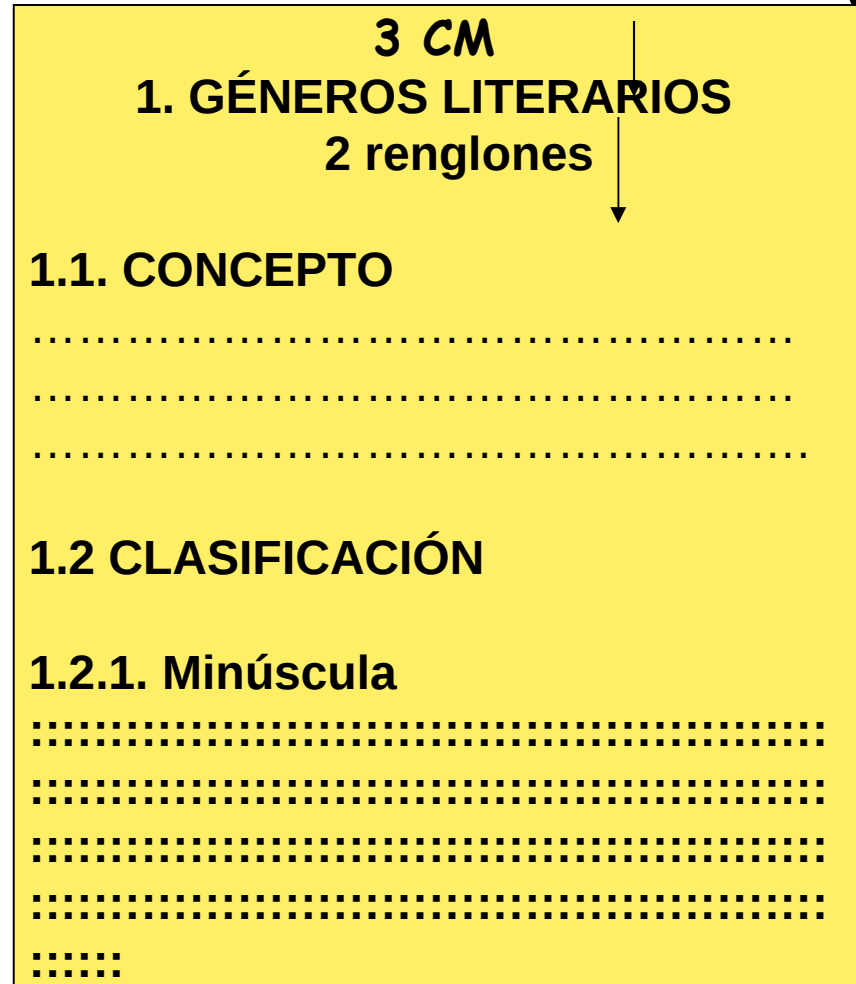 3 CM
1. GÉNEROS LITERARIOS
2 renglones
1.1. CONCEPTO
…………………………………………
…………………………………………
………………………………………….
1.2 CLASIFICACIÓN
1.2.1. Minúscula
::::::::::::::::::::::::::::::::::::::::::::::::::
::::::::::::::::::::::::::::::::::::::::::::::::::
::::::::::::::::::::::::::::::::::::::::::::::::::
::::::::::::::::::::::::::::::::::::::::::::::::::
::::::